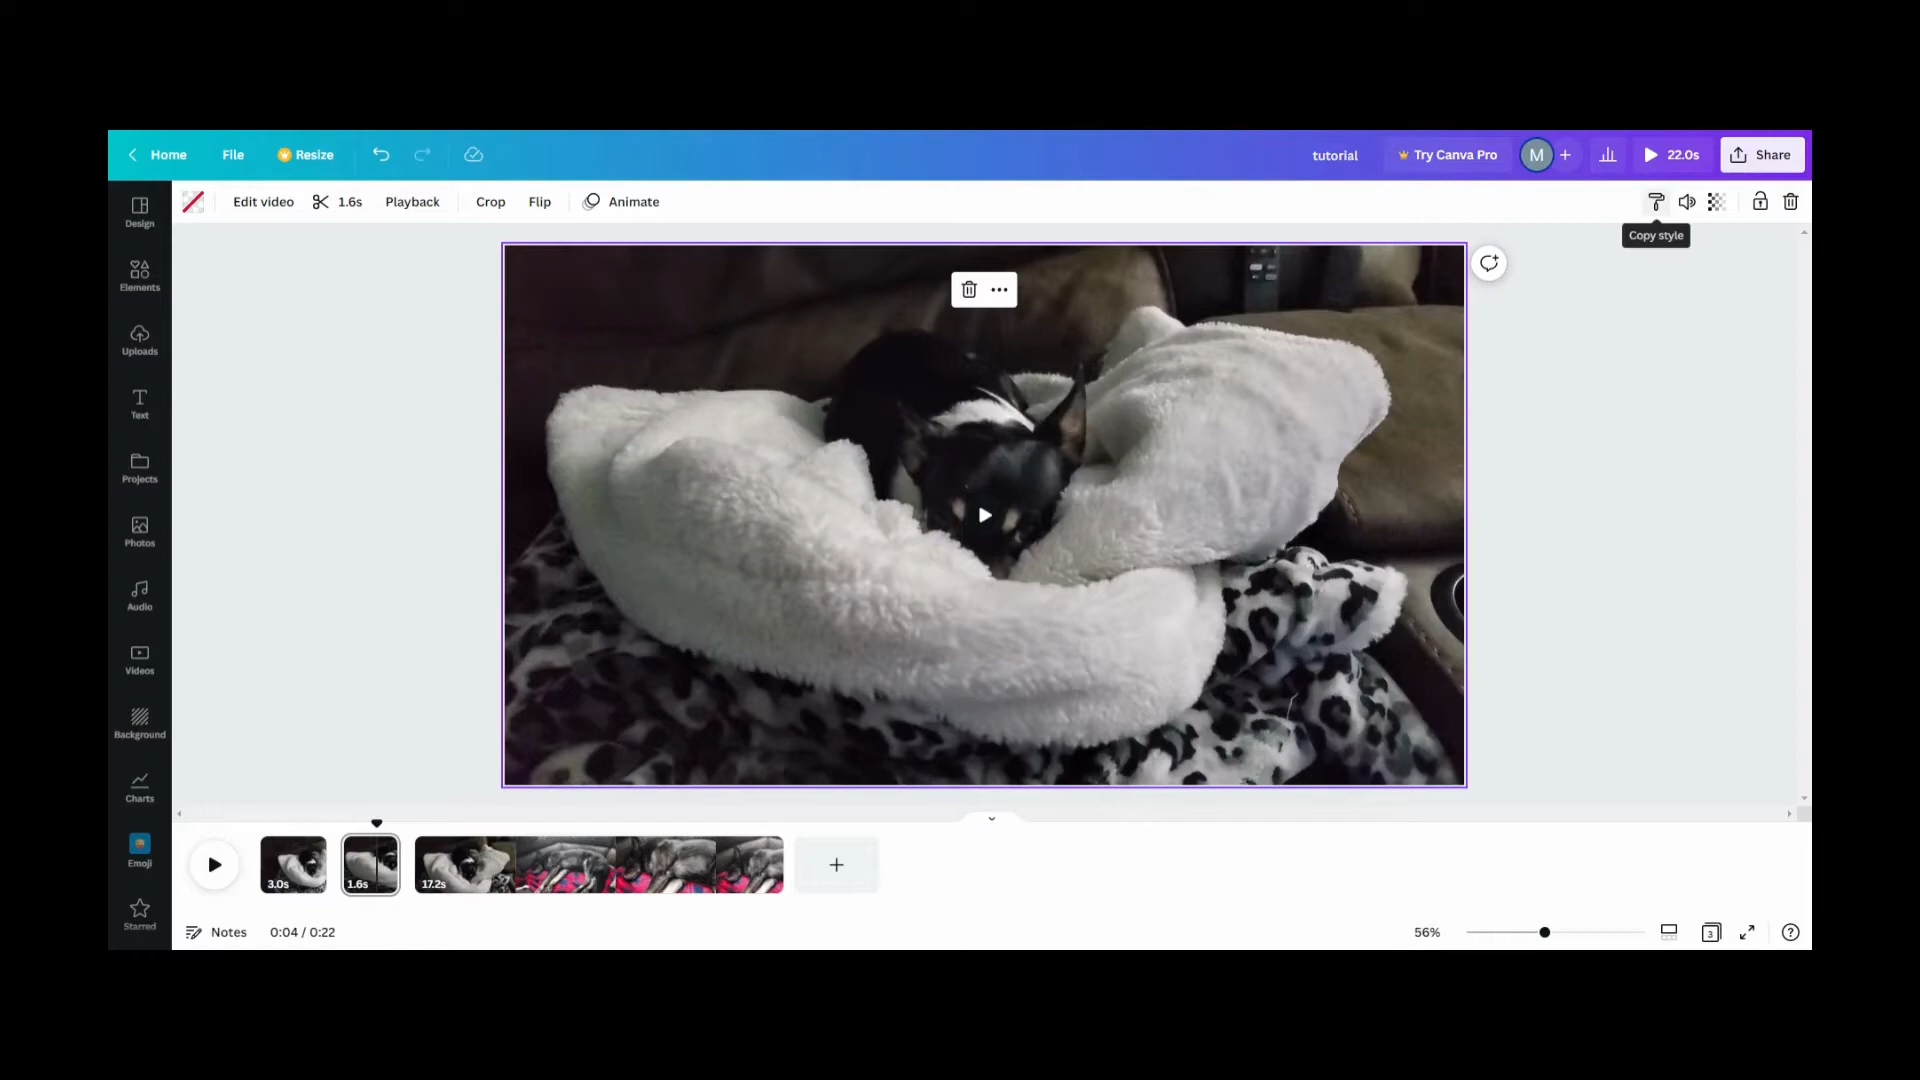 Home File Resize tutorial Try Canva Pro M + 22.0s Share
Edit video 1.6s Playback Crop Flip Animate
Copy style
Design
Elements
Uploads
Text
Projects
Photos
Audio
Videos
Background
Charts
Emoji
Starred
3.0s 1.6s 17.2s +
Notes 0:04 / 0:22 56% 3 ?